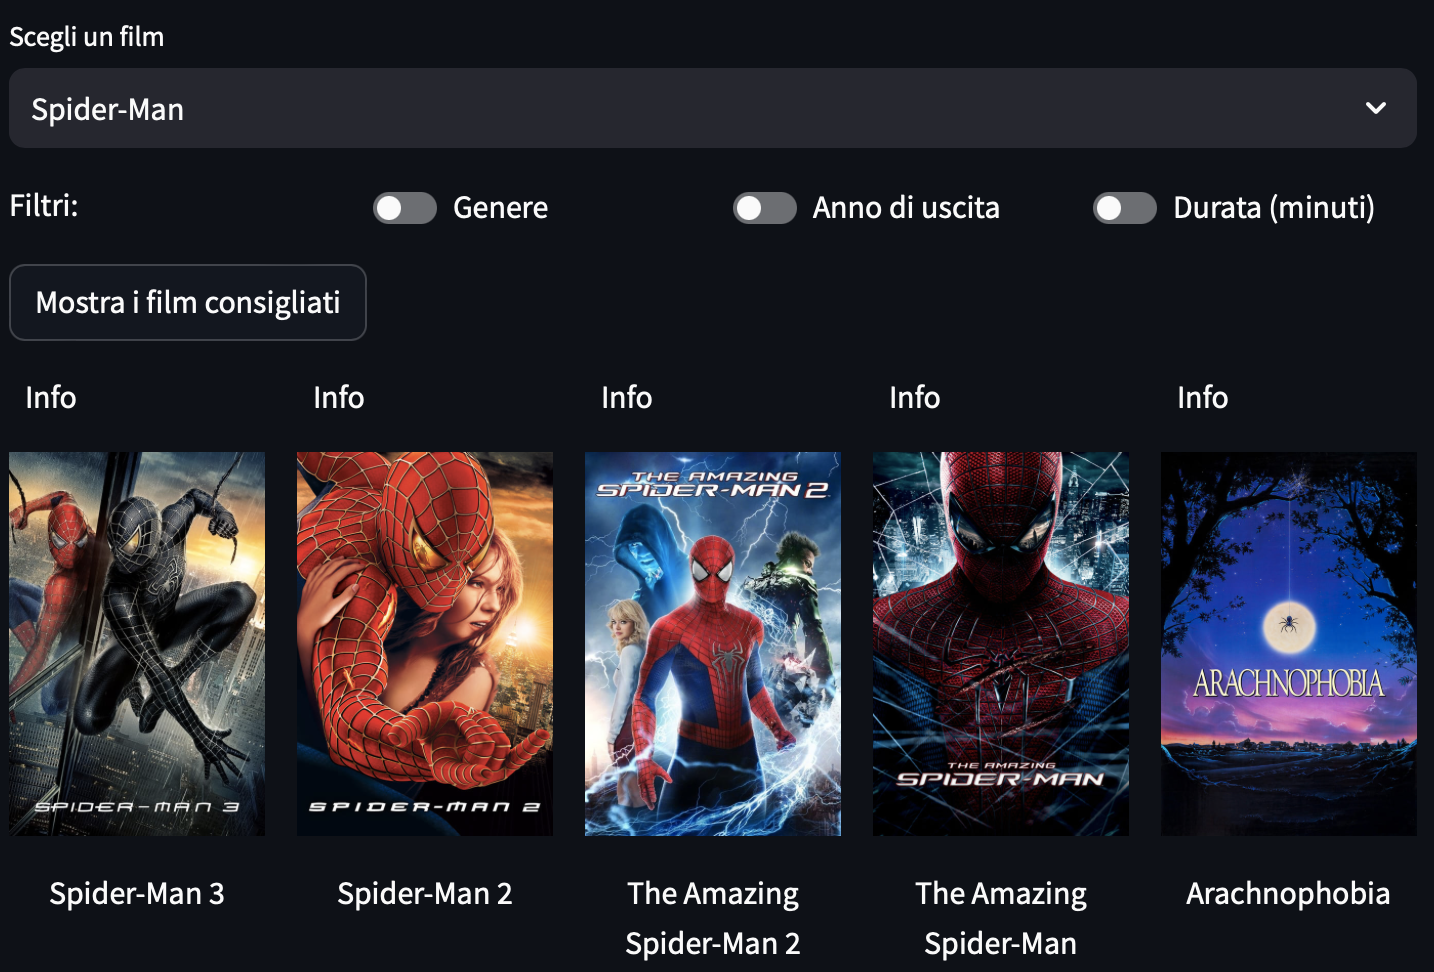 Scegli un film
Spider-Man
Filtri:
Genere
Anno di uscita
Durata (minuti)
Mostra i film consigliati
Info
Info
Info
Info
Info
SPIDER-MAN 3
SPIDER-MAN 2
THE AMAZING
SPIDER-MAN 2
THE AMAZING
SPIDER-MAN
ARACHNOPHOBIA
Spider-Man 3
Spider-Man 2
The Amazing
Spider-Man 2
The Amazing
Spider-Man
Arachnophobia